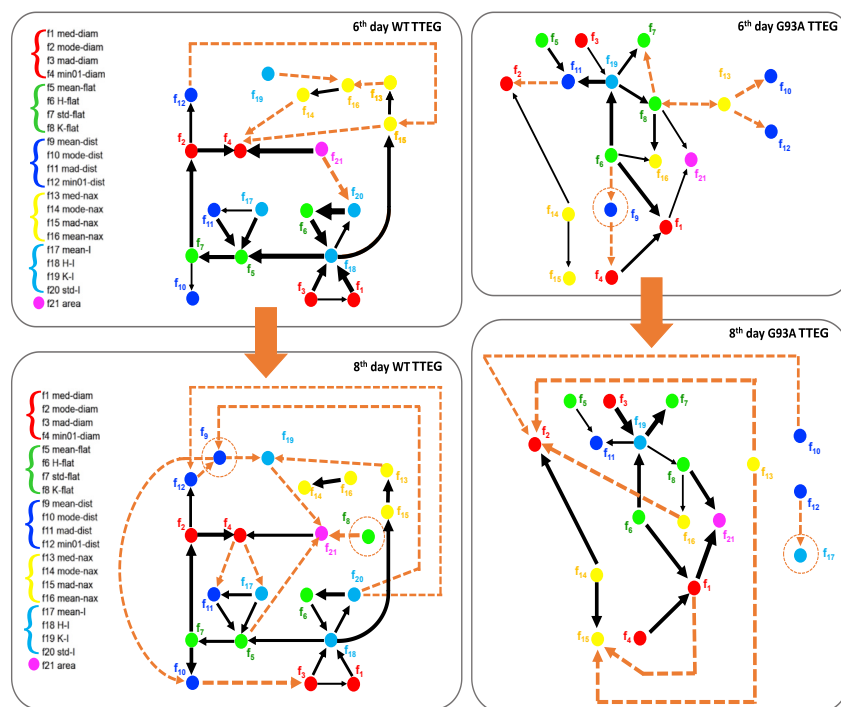 6th day WT TTEG
f1 med-diam
f2 mode-diam
f3 mad-diam
f4 min01-diam
f5 mean-flat
f6 H-flat
f7 std-flat
f8 K-flat
f9 mean-dist
f10 mode-dist
f11 mad-dist
f12 min01-dist
f13 med-nax
f14 mode-nax
f15 mad-nax
f16 mean-nax
f17 mean-I
f18 H-I
f19 K-I
f20 std-I
f21 area
f19
f12
f16
f13
f14
f15
f2
f4
f21
f17
f20
f11
f6
f7
f5
f18
f10
f3
f1
6th day G93A TTEG
f5
f3
f7
f2
f11
f19
f13
f10
f8
f12
f6
f16
f21
f9
f14
f1
f15
f4
8th day WT TTEG
f1 med-diam
f2 mode-diam
f3 mad-diam
f4 min01-diam
f5 mean-flat
f6 H-flat
f7 std-flat
f8 K-flat
f9 mean-dist
f10 mode-dist
f11 mad-dist
f12 min01-dist
f13 med-nax
f14 mode-nax
f15 mad-nax
f16 mean-nax
f17 mean-I
f18 H-I
f19 K-I
f20 std-I
f21 area
f9
f19
f12
f13
f14
f16
f15
f8
f2
f4
f21
f17
f20
f11
f6
f7
f5
f18
f10
f3
f1
8th day G93A TTEG
f5
f3
f7
f2
f11
f19
f10
f8
f13
f12
f6
f16
f21
f17
f14
f1
f15
f4